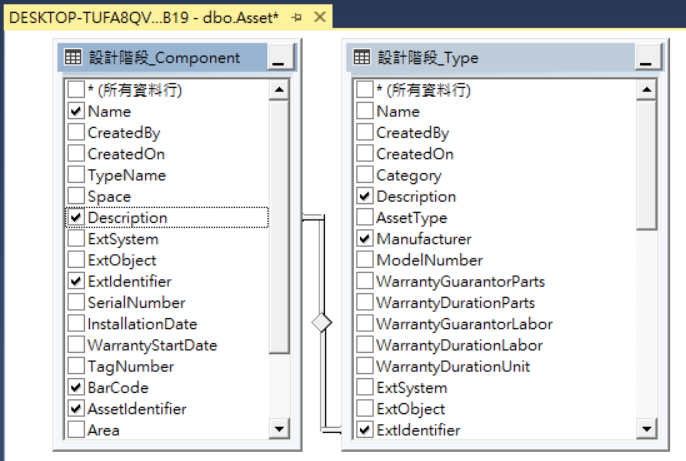 DESKTOP-TUFA8QV...B19 - dbo.Asset*
設計階段_Component
* (所有資料行)
Name
CreatedBy
CreatedOn
TypeName
Space
Description
ExtSystem
ExtObject
ExtIdentifier
SerialNumber
InstallationDate
WarrantyStartDate
TagNumber
BarCode
AssetIdentifier
Area
設計階段_Type
* (所有資料行)
Name
CreatedBy
CreatedOn
Category
Description
AssetType
Manufacturer
ModelNumber
WarrantyGuarantorParts
WarrantyDurationParts
WarrantyGuarantorLabor
WarrantyDurationLabor
WarrantyDurationUnit
ExtSystem
ExtObject
ExtIdentifier